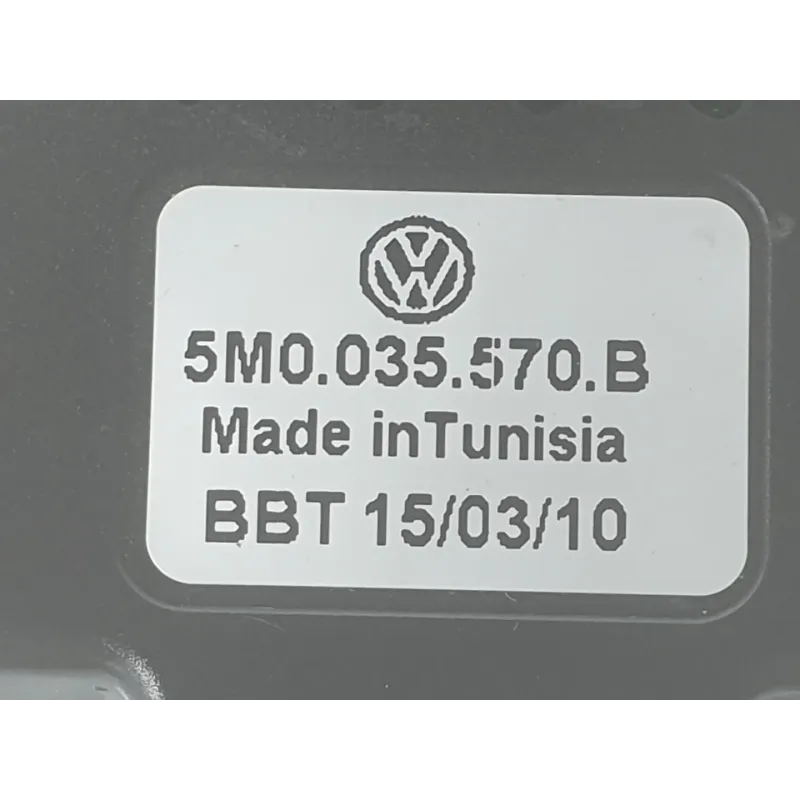 5M0.035.570.B
Made inTunisia
BBT 15/03/10